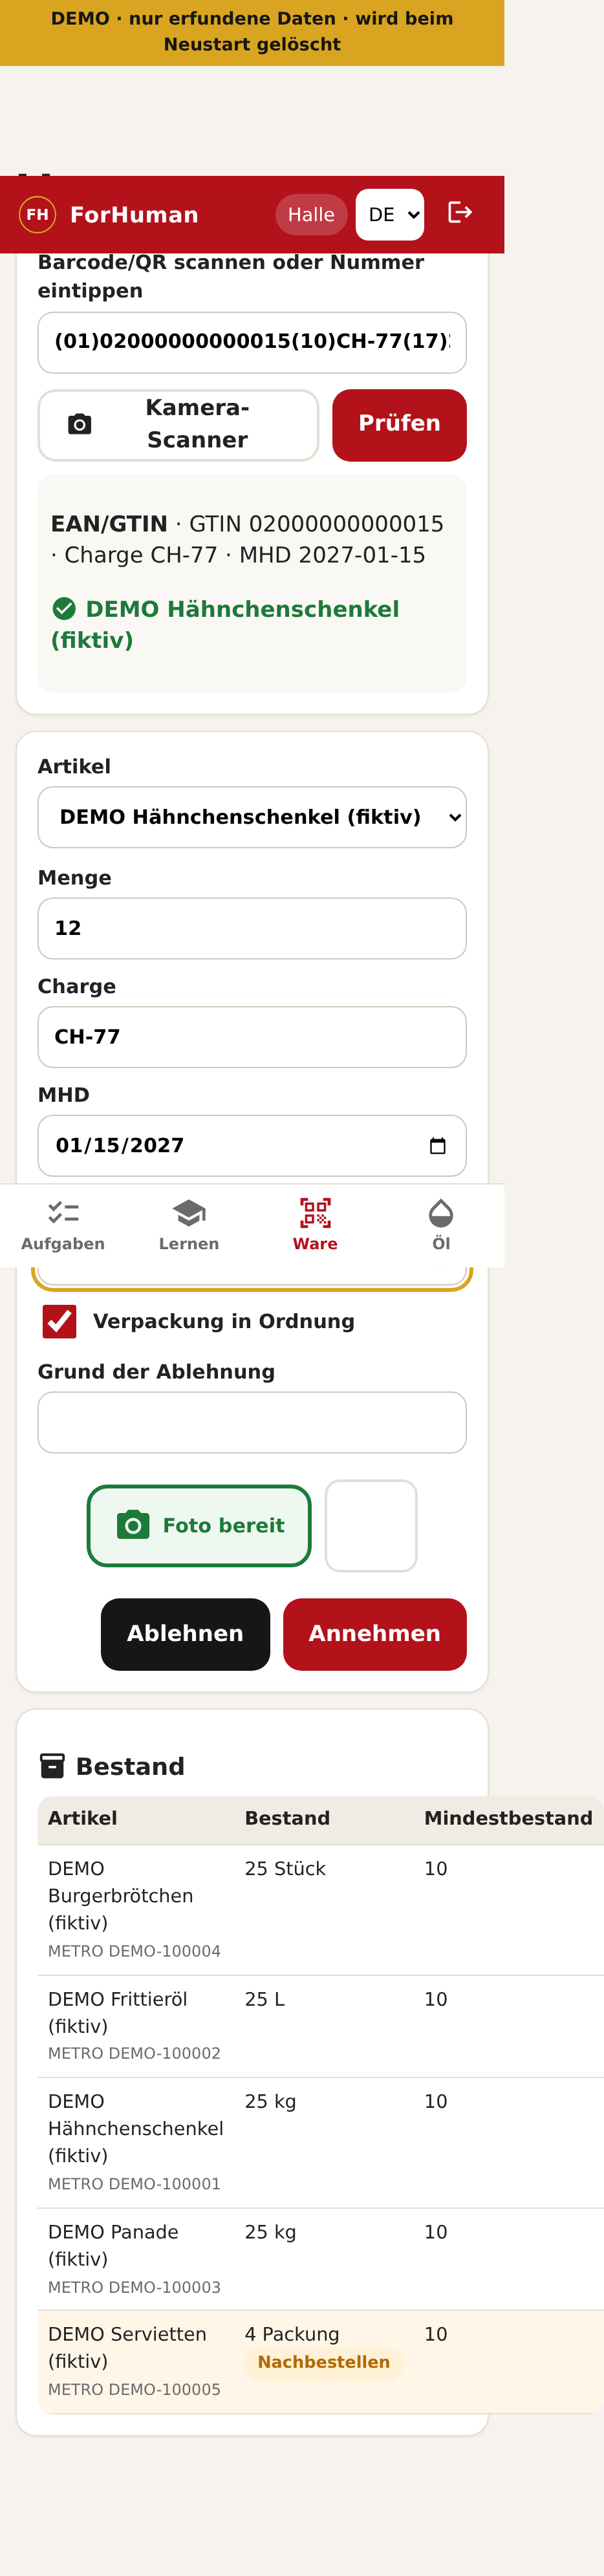 DEMO · nur erfundene Daten · wird beim
Neustart gelöscht
FH ForHuman Halle DE
Barcode/QR scannen oder Nummer
eintippen
(01)02000000000015(10)CH-77(17)
Kamera-
Scanner
Prüfen
EAN/GTIN · GTIN 02000000000015
· Charge CH-77 · MHD 2027-01-15
DEMO Hähnchenschenkel
(fiktiv)
Artikel
DEMO Hähnchenschenkel (fiktiv)
Menge
12
Charge
CH-77
MHD
01/15/2027
Aufgaben Lernen Ware Öl
Verpackung in Ordnung
Grund der Ablehnung
Foto bereit
Ablehnen Annehmen
Bestand
Artikel Bestand Mindestbestand
DEMO 25 Stück 10
Burgerbrötchen
(fiktiv)
METRO DEMO-100004
DEMO Frittieröl 25 L 10
(fiktiv)
METRO DEMO-100002
DEMO 25 kg 10
Hähnchenschenkel
(fiktiv)
METRO DEMO-100001
DEMO Panade 25 kg 10
(fiktiv)
METRO DEMO-100003
DEMO Servietten 4 Packung 10
(fiktiv) Nachbestellen
METRO DEMO-100005